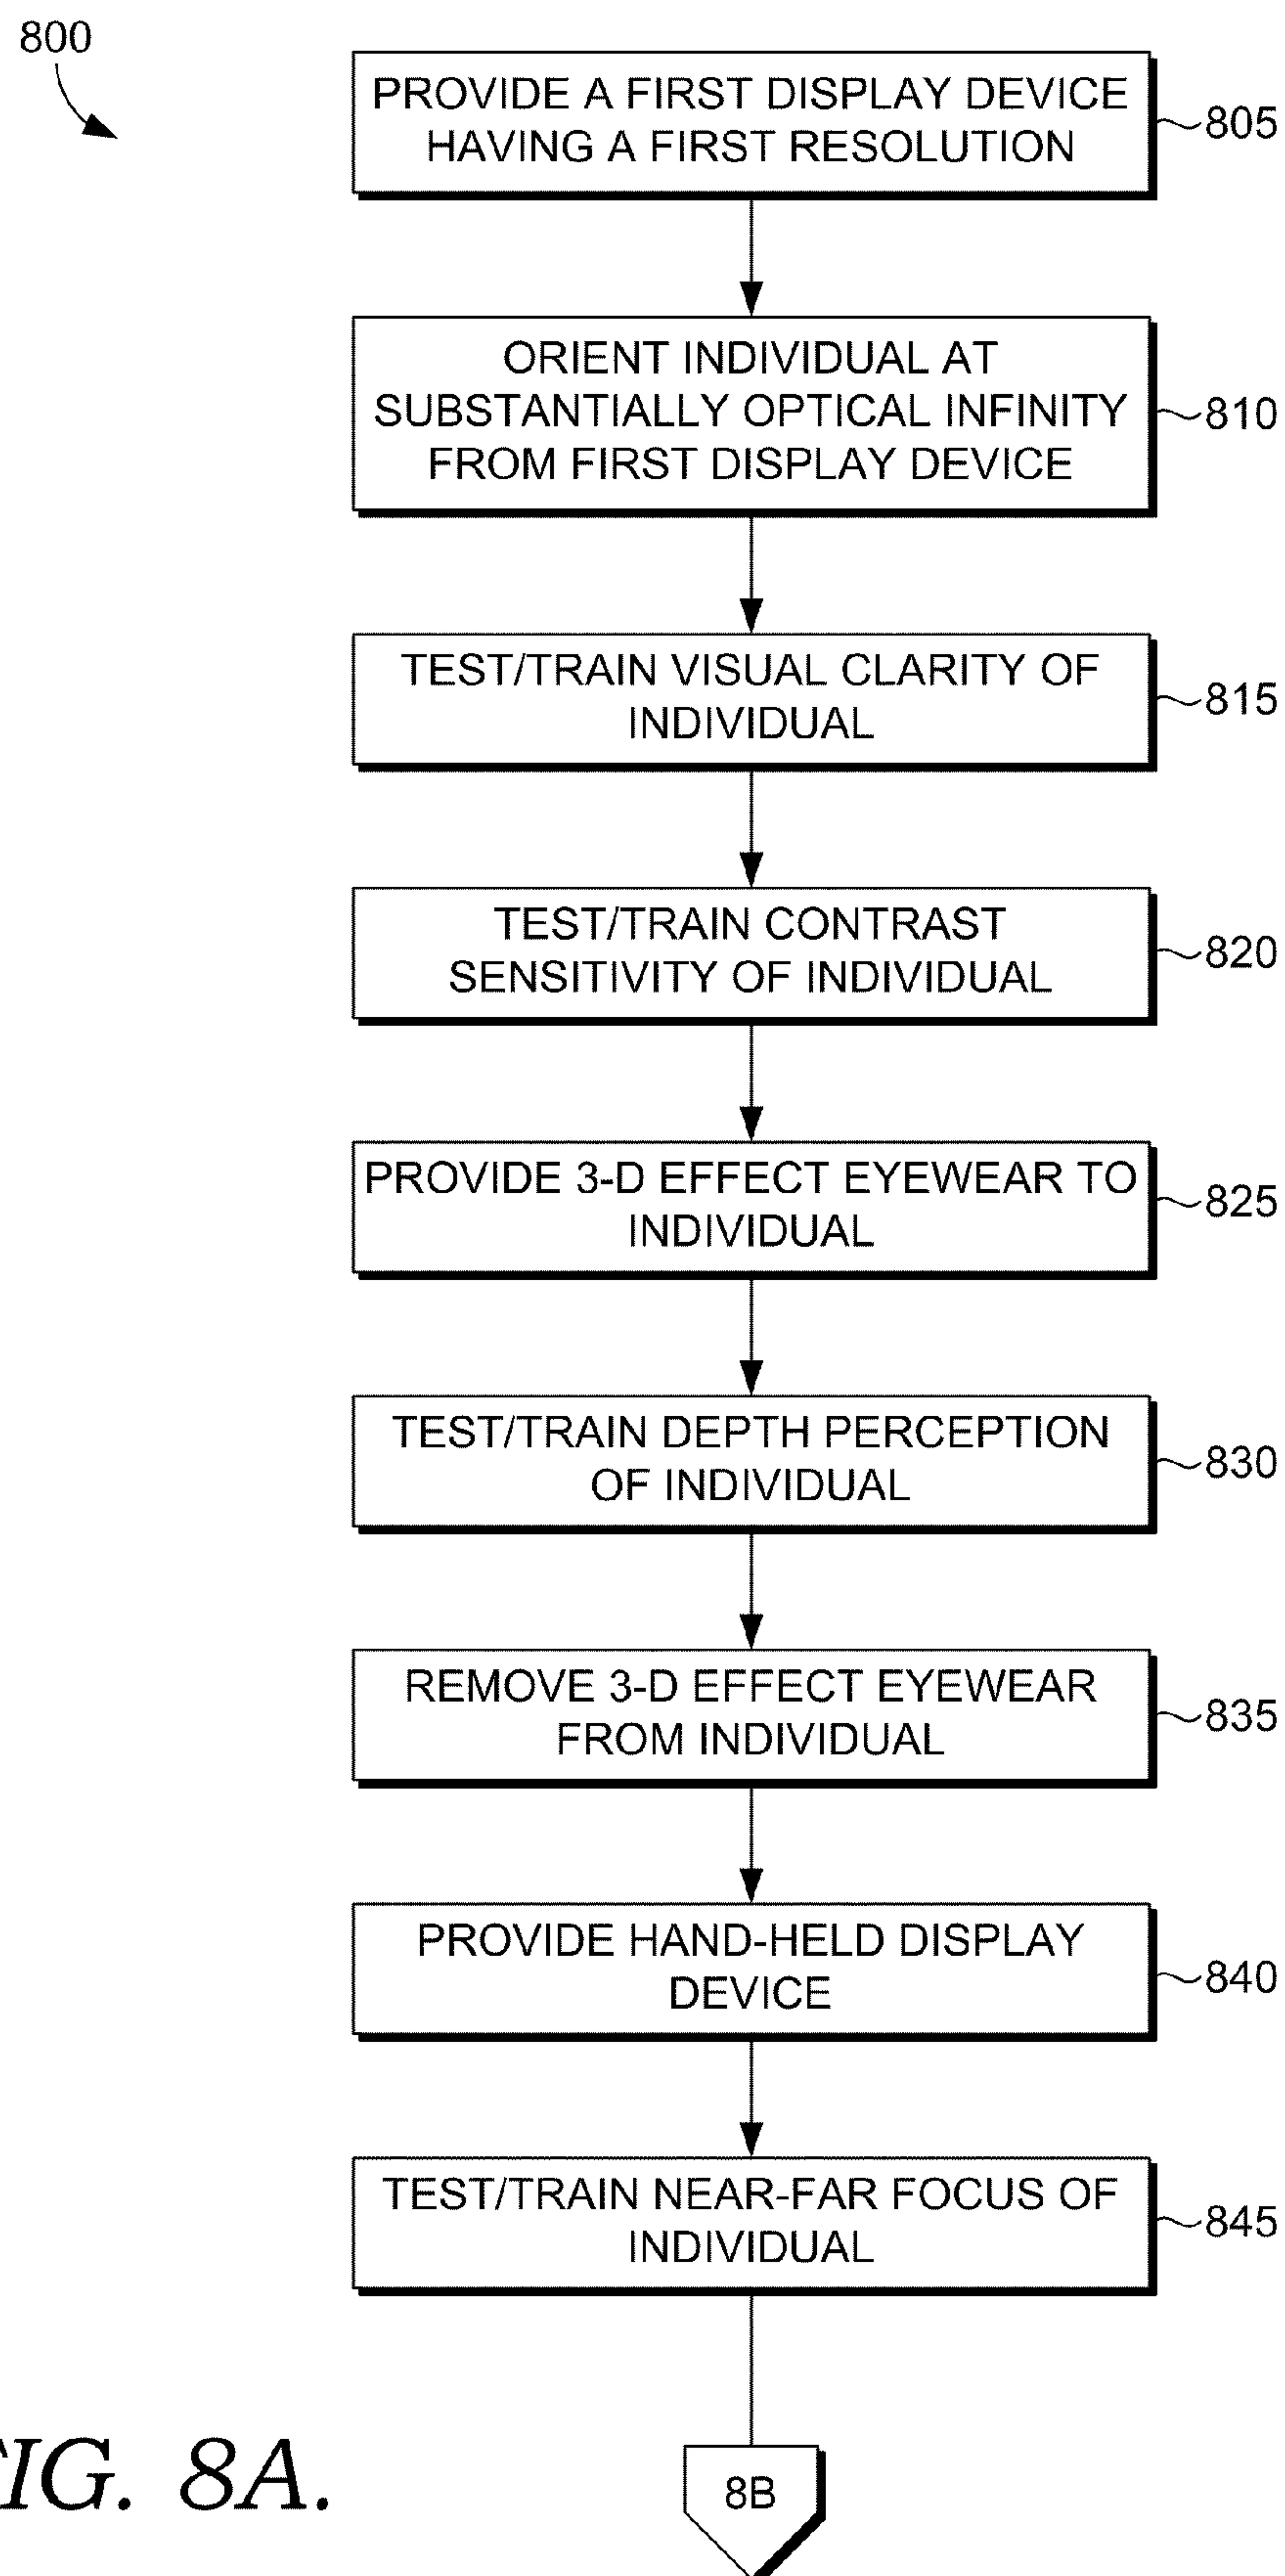 800
PROVIDE A FIRST DISPLAY DEVICE
HAVING A FIRST RESOLUTION
805
ORIENT INDIVIDUAL AT
SUBSTANTIALLY OPTICAL INFINITY
FROM FIRST DISPLAY DEVICE
810
TEST/TRAIN VISUAL CLARITY OF
INDIVIDUAL
815
TEST/TRAIN CONTRAST
SENSITIVITY OF INDIVIDUAL
820
PROVIDE 3-D EFFECT EYEWEAR TO
INDIVIDUAL
825
TEST/TRAIN DEPTH PERCEPTION
OF INDIVIDUAL
830
REMOVE 3-D EFFECT EYEWEAR
FROM INDIVIDUAL
835
PROVIDE HAND-HELD DISPLAY
DEVICE
840
TEST/TRAIN NEAR-FAR FOCUS OF
INDIVIDUAL
845
8B
FIG. 8A.